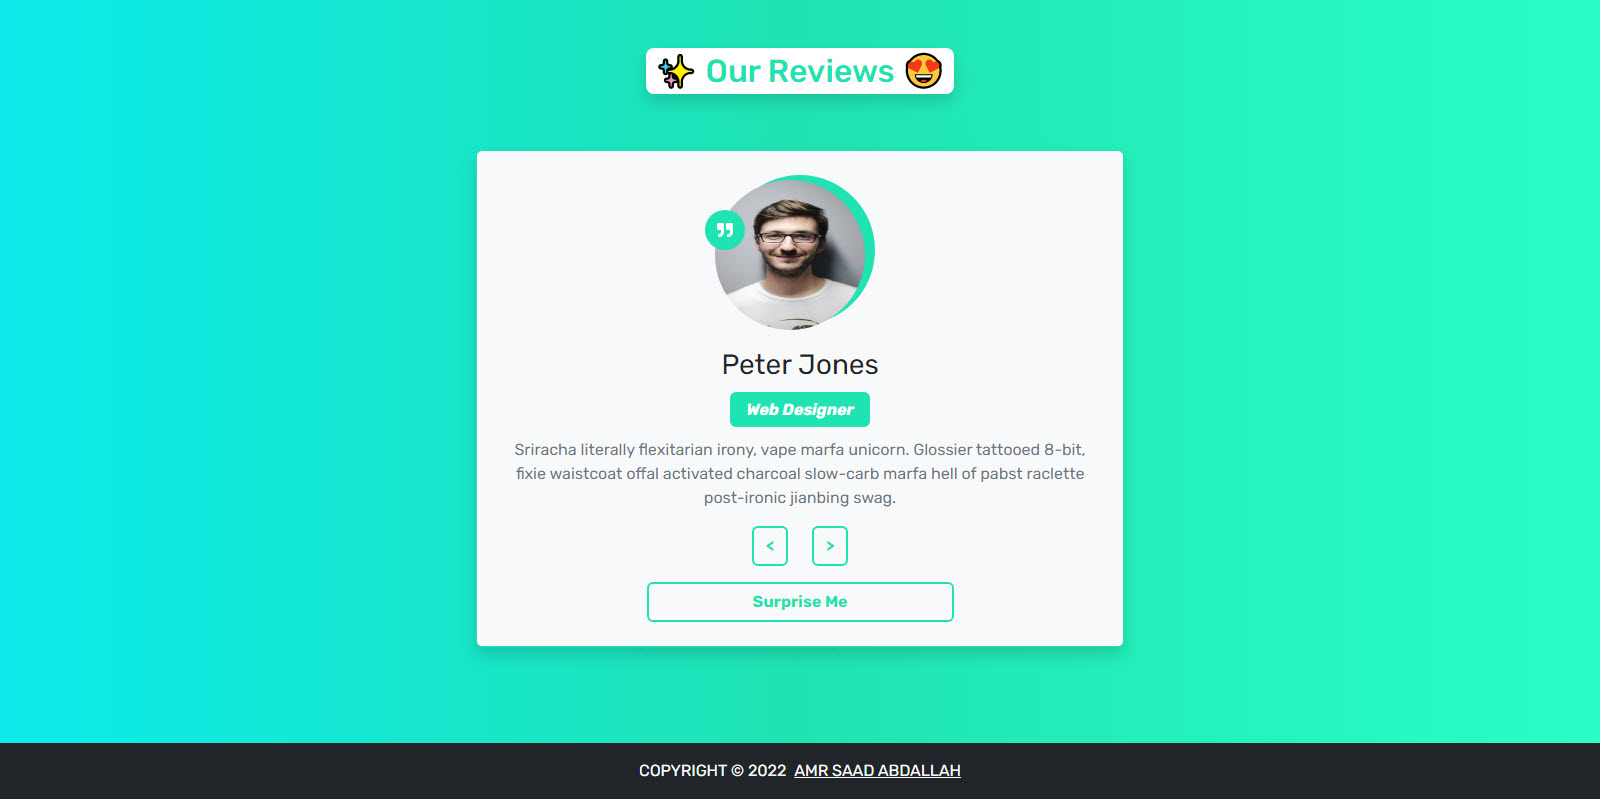 ✨ Our Reviews 😍
Peter Jones
Web Designer
Sriracha literally flexitarian irony, vape marfa unicorn. Glossier tattooed 8-bit,
fixie waistcoat offal activated charcoal slow-carb marfa hell of pabst raclette
post-ironic jianbing swag.
< >
Surprise Me
COPYRIGHT © 2022 AMR SAAD ABDALLAH